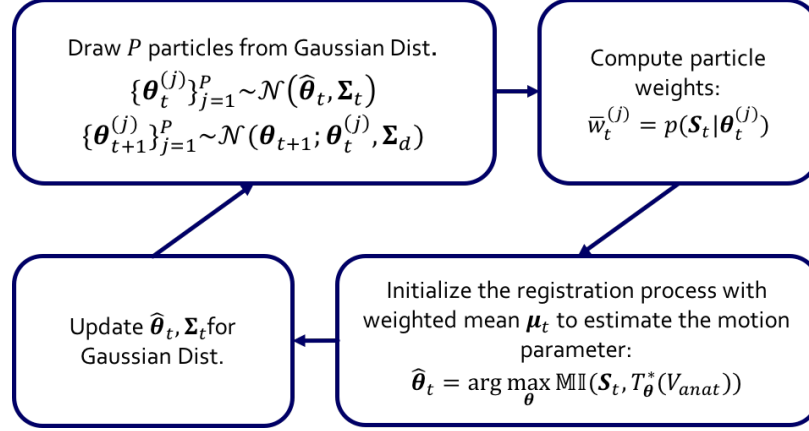 Draw P particles from Gaussian Dist.
{𝛉_t^(j)}_{j=1}^P ~ 𝒩(𝛉̂_t, 𝚺_t)
{𝛉_{t+1}^(j)}_{j=1}^P ~ 𝒩(𝛉_{t+1}; 𝛉_t^(j), 𝚺_d)
Compute particle
weights:
w̅_t^(j) = p(𝑺_t|𝛉_t^(j))
Initialize the registration process with
weighted mean 𝝁_t to estimate the motion
parameter:
𝛉̂_t = arg max_𝛉 𝕄𝕀(𝑺_t, T_𝛉^*(V_anat))
Update 𝛉̂_t, 𝚺_t for
Gaussian Dist.